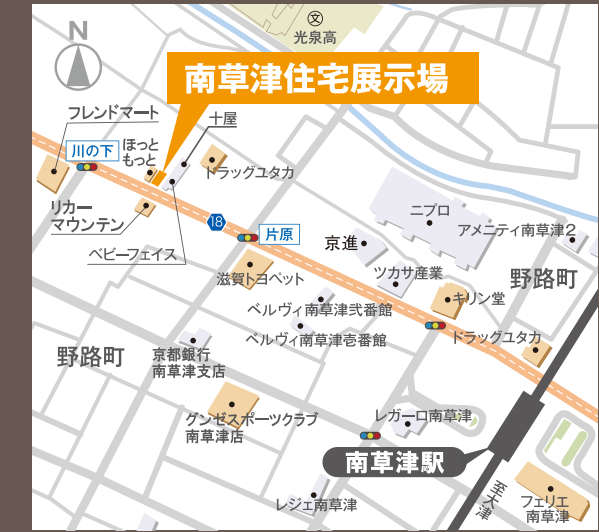 文
光泉高
N
南草津住宅展示場
フレンドマート
十屋
川の下
ほっと
もっと
ドラッグユタカ
リカー
マウンテン
18
片原
ニプロ
アメニティ南草津2
京進
ベビーフェイス
滋賀トヨペット
ツカサ産業
野路町
キリン堂
ベルヴィ南草津弐番館
ベルヴィ南草津壱番館
ドラッグユタカ
野路町
京都銀行
南草津支店
グンゼスポーツクラブ
南草津店
レガーロ南草津
南草津駅
至大津
レジェ南草津
フェリエ
南草津